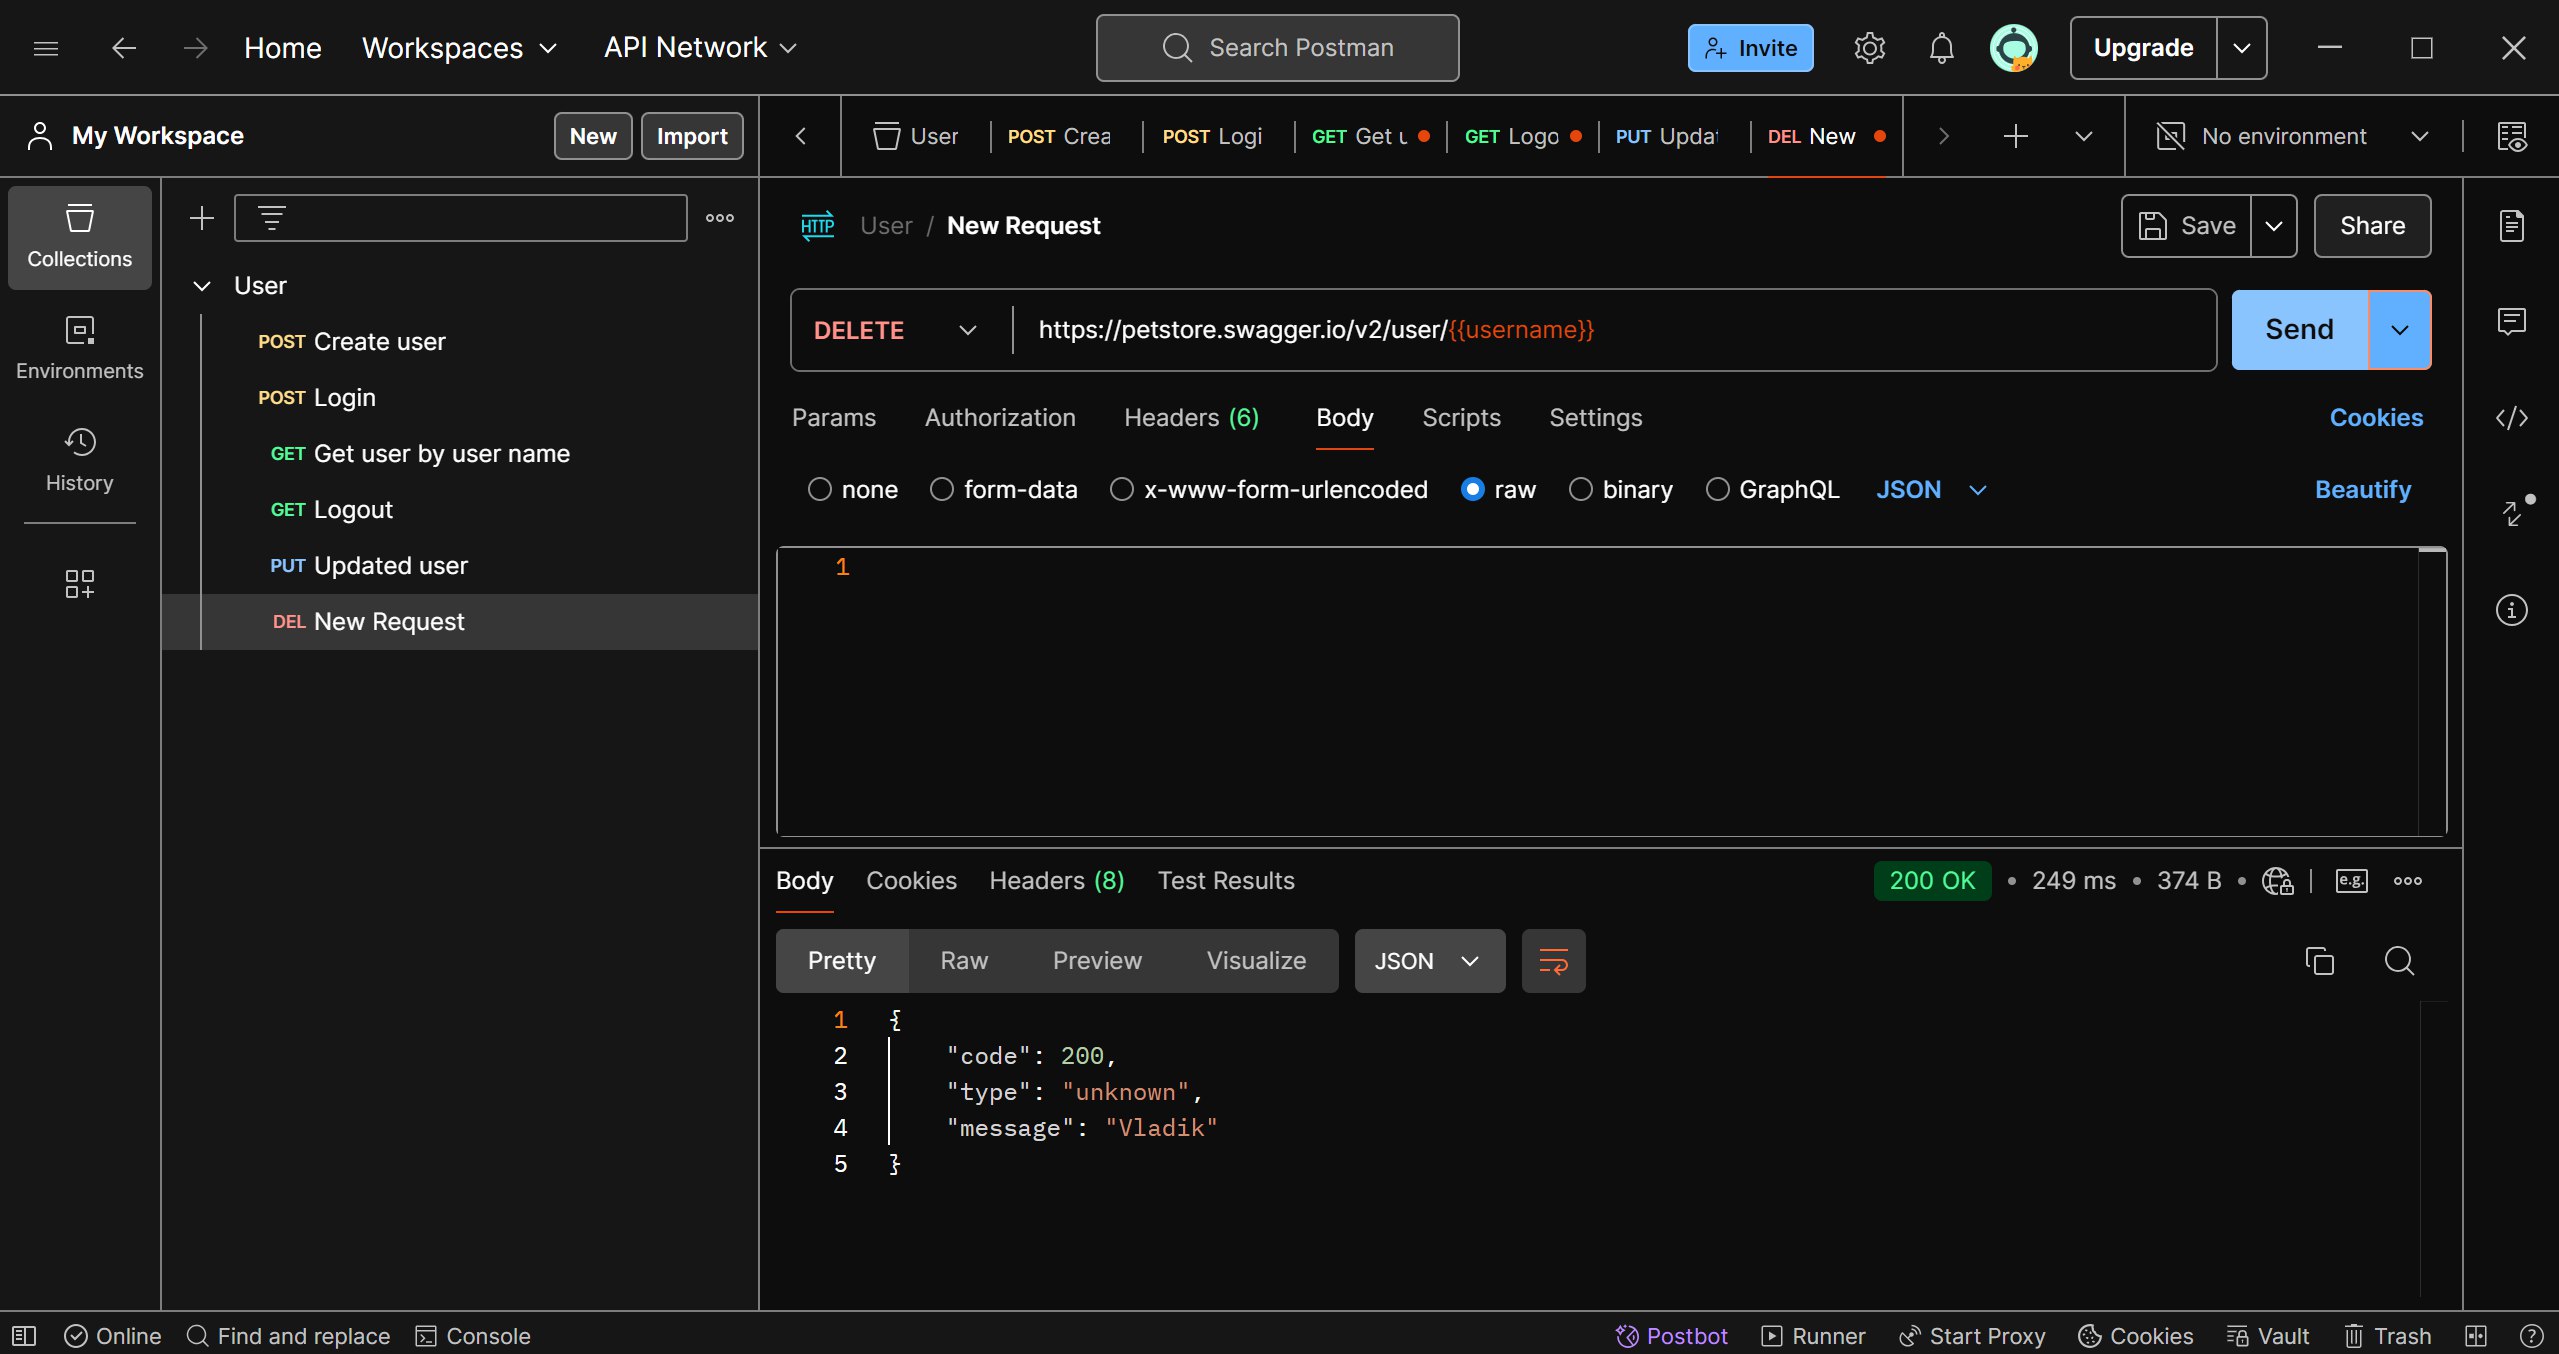 Home Workspaces API Network Search Postman Invite Upgrade
My Workspace New Import
User POST Crea POST Logi GET Get u GET Logo PUT Updat DEL New No environment
Collections
Environments
History
User
POST Create user
POST Login
GET Get user by user name
GET Logout
PUT Updated user
DEL New Request
HTTP User / New Request Save Share
DELETE https://petstore.swagger.io/v2/user/{{username}} Send
Params Authorization Headers (6) Body Scripts Settings Cookies
none form-data x-www-form-urlencoded raw binary GraphQL JSON Beautify
1
Body Cookies Headers (8) Test Results 200 OK • 249 ms • 374 B • e.g.
Pretty Raw Preview Visualize JSON
1 {
2 "code": 200,
3 "type": "unknown",
4 "message": "Vladik"
5 }
Online Find and replace Console Postbot Runner Start Proxy Cookies Vault Trash